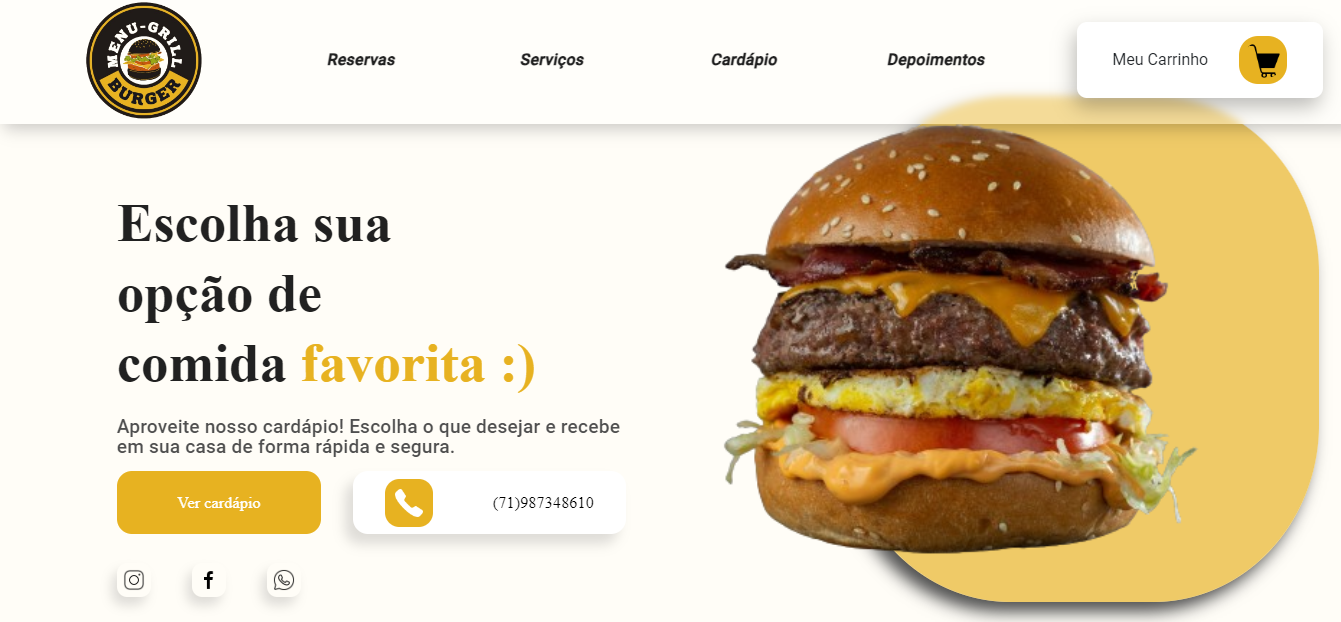 MENU-GRILL
BURGER
Reservas
Serviços
Cardápio
Depoimentos
Meu Carrinho
Escolha sua
opção de
comida favorita :)
Aproveite nosso cardápio! Escolha o que desejar e recebe
em sua casa de forma rápida e segura.
Ver cardápio
(71)987348610